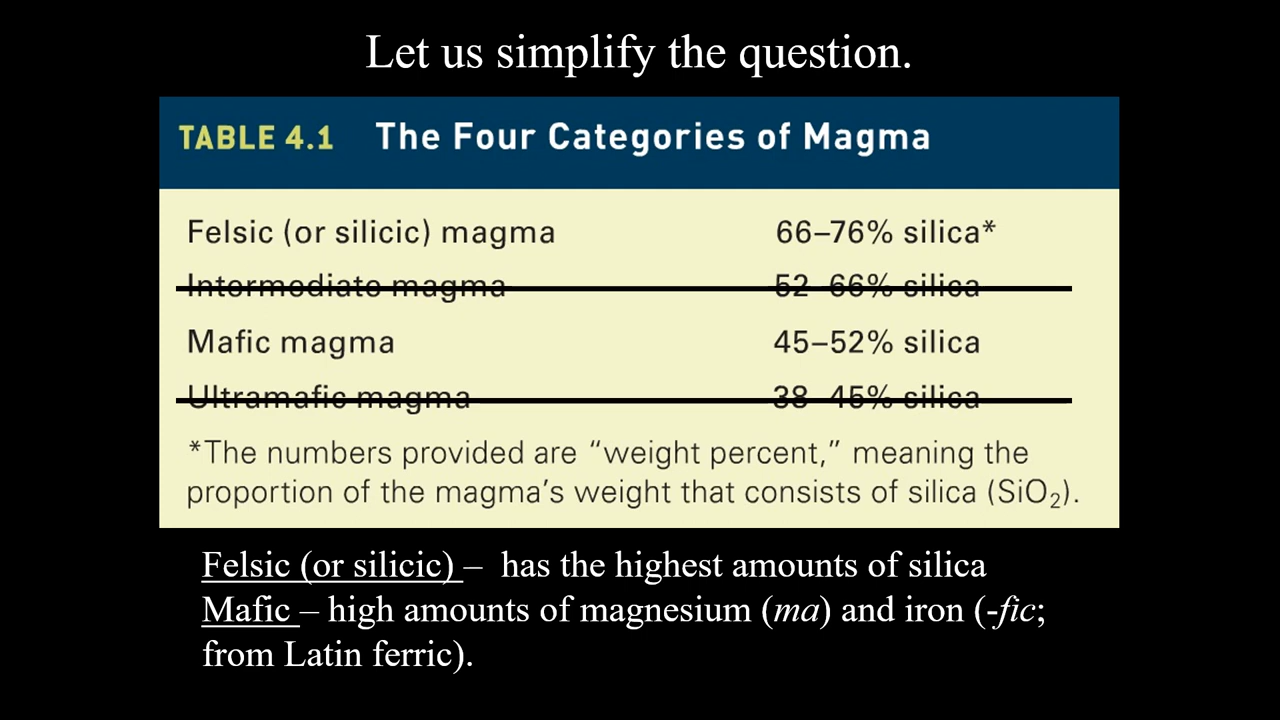 Let us simplify the question.
TABLE 4.1 The Four Categories of Magma
Felsic (or silicic) magma 66–76% silica*
Intermediate magma 52–66% silica
Mafic magma 45–52% silica
Ultramafic magma 38–45% silica
*The numbers provided are “weight percent,” meaning the
proportion of the magma’s weight that consists of silica (SiO₂).
Felsic (or silicic) – has the highest amounts of silica
Mafic – high amounts of magnesium (ma) and iron (-fic;
from Latin ferric).